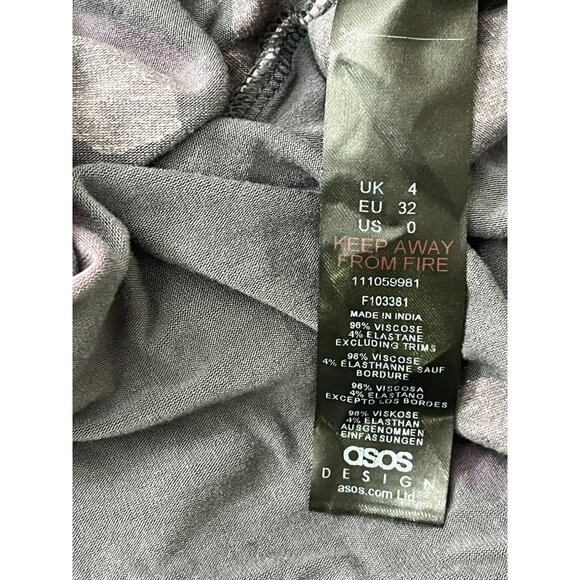 UK 4
EU 32
US 0
KEEP AWAY
FROM FIRE
111059981
F103381
MADE IN INDIA
96% VISCOSE
4% ELASTANE
EXCLUDING TRIMS
96% VISCOSE
4% ELASTHANNE SAUF
BORDURE
96% VISCOSA
4% ELASTANO
EXCEPTO LOS BORDES
96% VISKOSE
4% ELASTHAN
AUSGENOMMEN
EINFASSUNGEN
asos
DESIGN
asos.com Ltd.